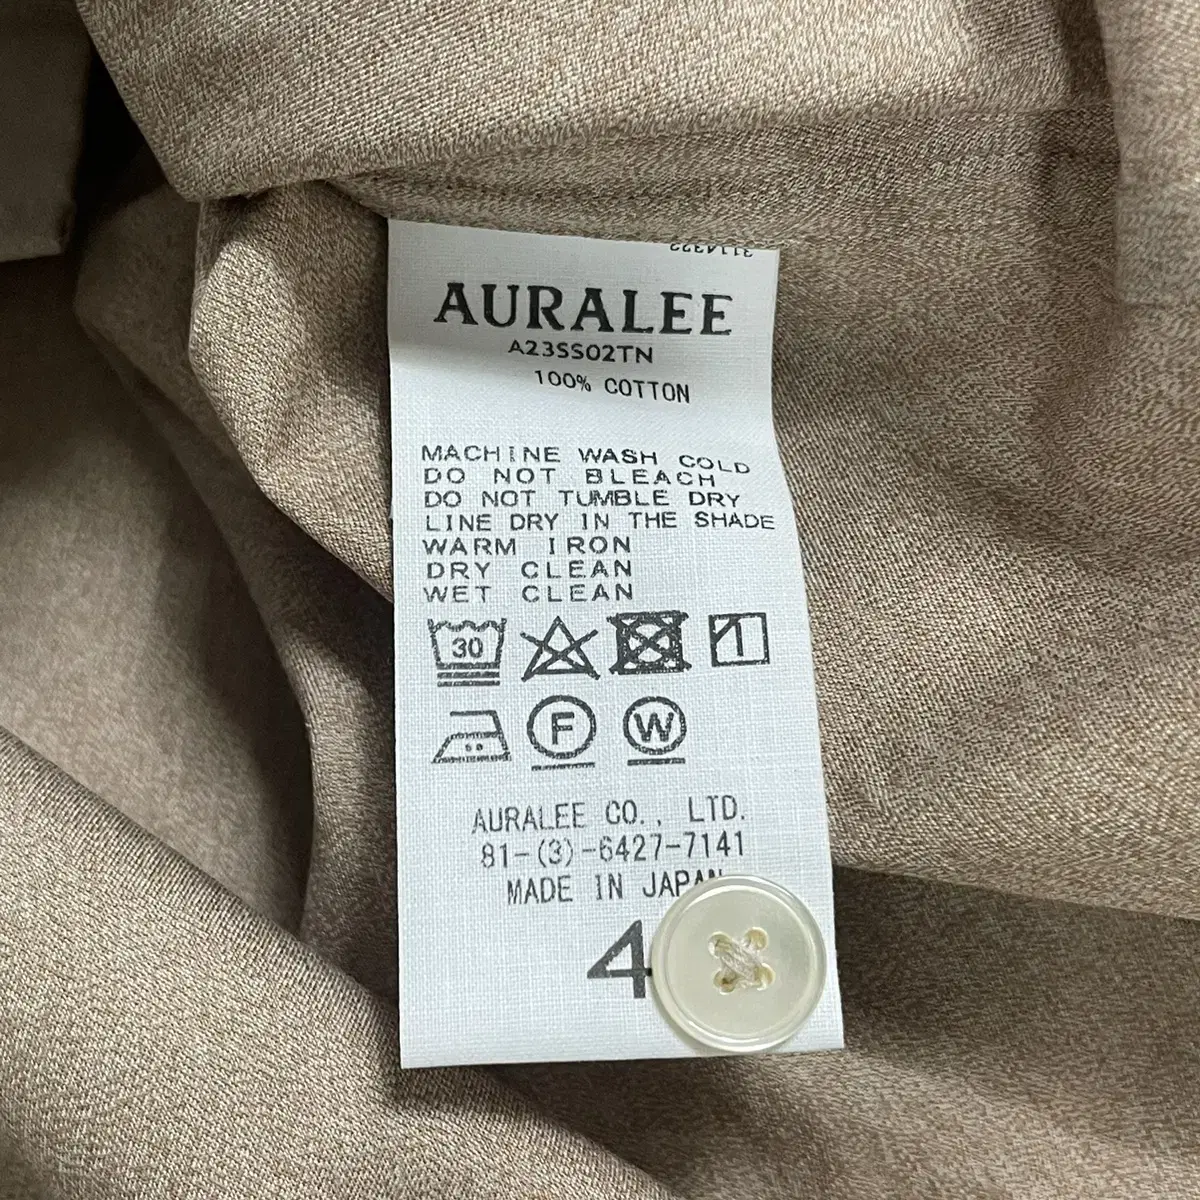 3114322
AURALEE
A23SS02TN
100% COTTON
MACHINE WASH COLD
DO NOT BLEACH
DO NOT TUMBLE DRY
LINE DRY IN THE SHADE
WARM IRON
DRY CLEAN
WET CLEAN
30
F W
AURALEE CO., LTD.
81-(3)-6427-7141
MADE IN JAPAN
4